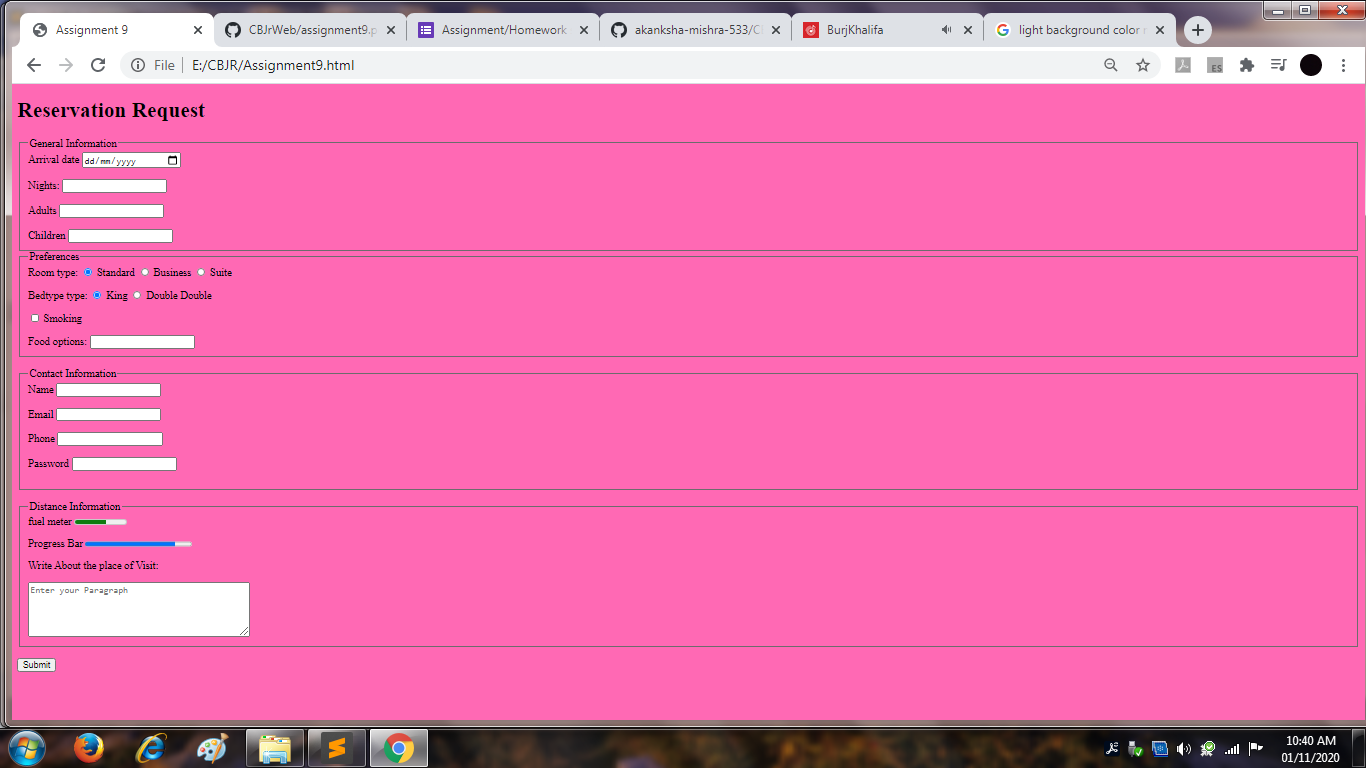 Assignment 9
CBJrWeb/assignment9.p
Assignment/Homework
akanksha-mishra-533/C
BurjKhalifa
light background color
File
E:/CBJR/Assignment9.html
ES
Reservation Request
General Information
Arrival date dd/mm/yyyy
Nights:
Adults
Children
Preferences
Room type: Standard Business Suite
Bedtype type: King Double Double
Smoking
Food options:
Contact Information
Name
Email
Phone
Password
Distance Information
fuel meter
Progress Bar
Write About the place of Visit:
Enter your Paragraph
Submit
10:40 AM
01/11/2020